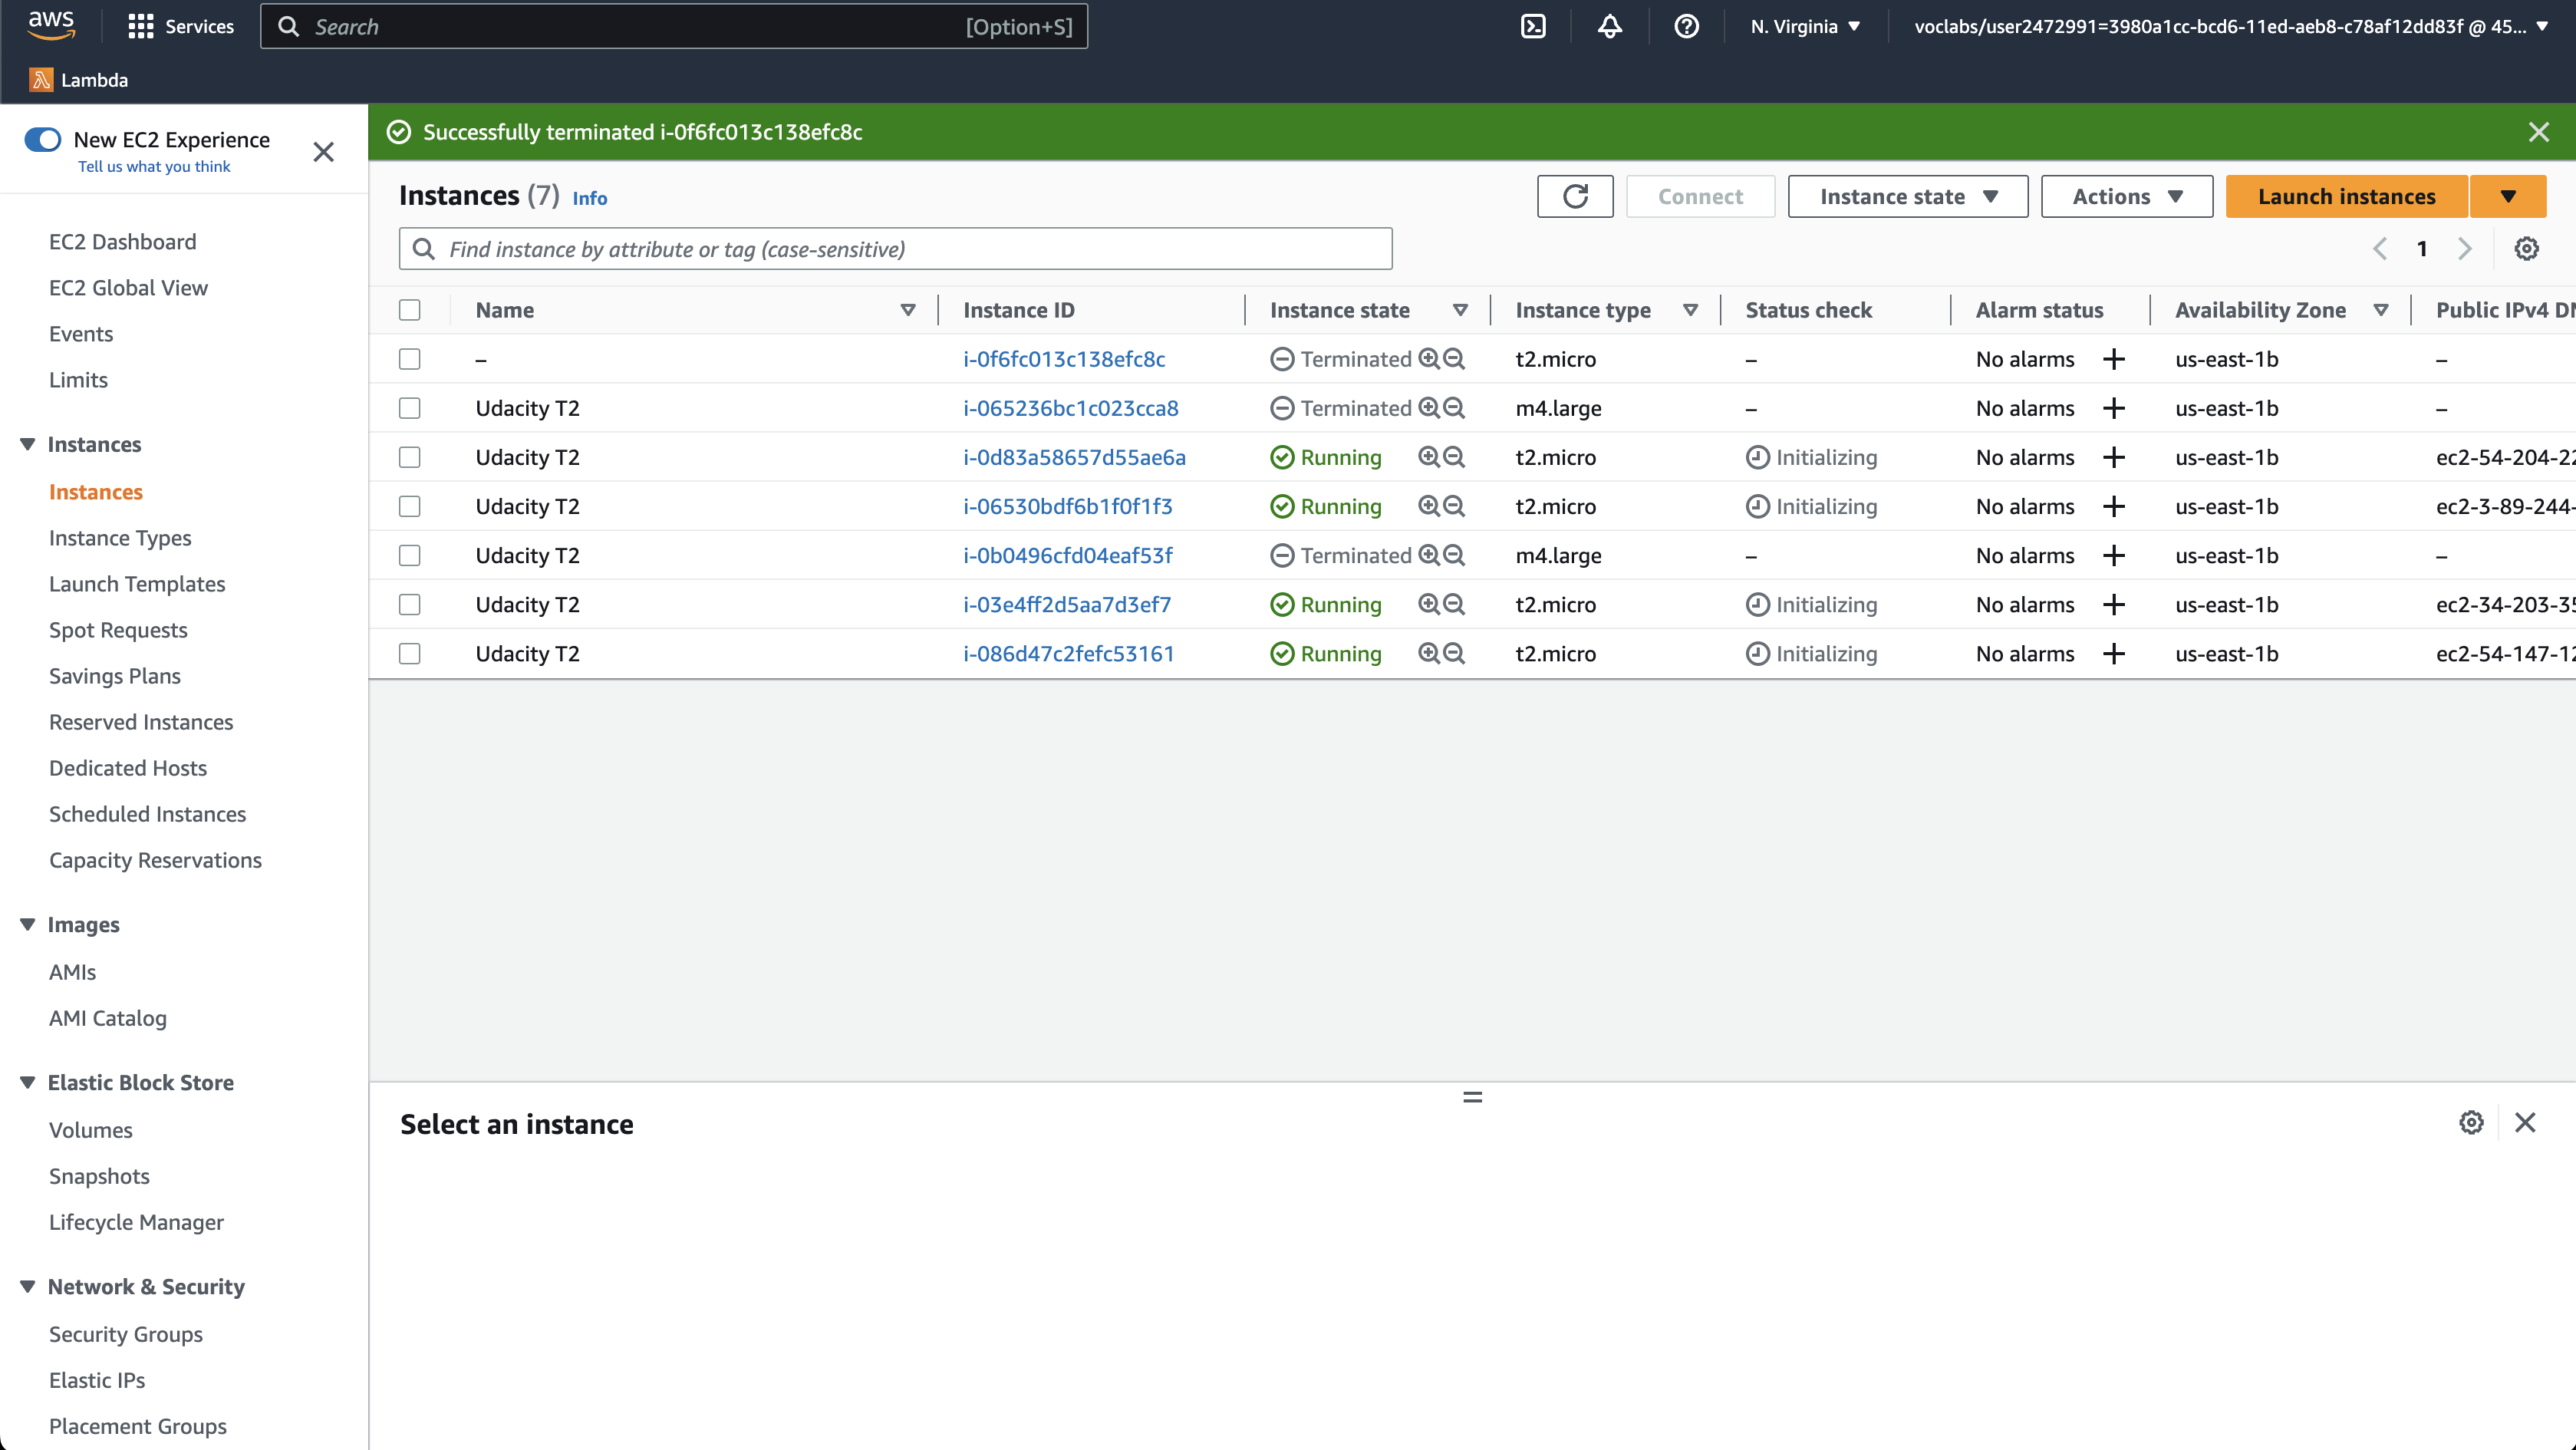 aws
Services
Search
[Option+S]
N. Virginia
voclabs/user2472991=3980a1cc-bcd6-11ed-aeb8-c78af12dd83f @ 45...
Lambda
New EC2 Experience
Tell us what you think
EC2 Dashboard
EC2 Global View
Events
Limits
Instances
Instances
Instance Types
Launch Templates
Spot Requests
Savings Plans
Reserved Instances
Dedicated Hosts
Scheduled Instances
Capacity Reservations
Images
AMIs
AMI Catalog
Elastic Block Store
Volumes
Snapshots
Lifecycle Manager
Network & Security
Security Groups
Elastic IPs
Placement Groups
Successfully terminated i-0f6fc013c138efc8c
Instances (7) Info
Connect
Instance state
Actions
Launch instances
Find instance by attribute or tag (case-sensitive)
1
Name Instance ID Instance state Instance type Status check Alarm status Availability Zone Public IPv4 DN
– i-0f6fc013c138efc8c Terminated t2.micro – No alarms + us-east-1b –
Udacity T2 i-065236bc1c023cca8 Terminated m4.large – No alarms + us-east-1b –
Udacity T2 i-0d83a58657d55ae6a Running t2.micro Initializing No alarms + us-east-1b ec2-54-204-22
Udacity T2 i-06530bdf6b1f0f1f3 Running t2.micro Initializing No alarms + us-east-1b ec2-3-89-244-
Udacity T2 i-0b0496cfd04eaf53f Terminated m4.large – No alarms + us-east-1b –
Udacity T2 i-03e4ff2d5aa7d3ef7 Running t2.micro Initializing No alarms + us-east-1b ec2-34-203-35
Udacity T2 i-086d47c2fefc53161 Running t2.micro Initializing No alarms + us-east-1b ec2-54-147-12
Select an instance